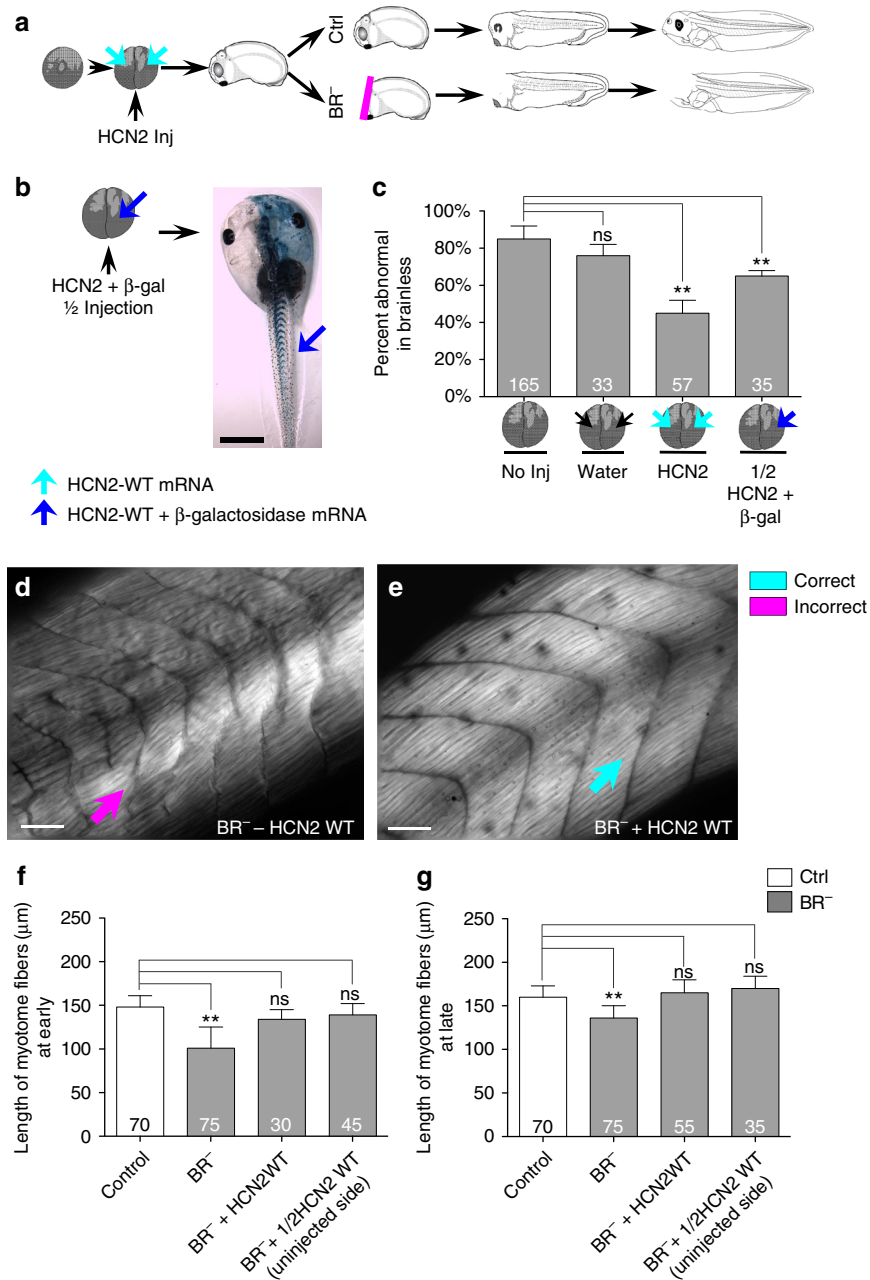 a
Ctrl
BR⁻
HCN2 Inj
b
HCN2 + β-gal
½ Injection
HCN2-WT mRNA
HCN2-WT + β-galactosidase mRNA
c
Percent abnormal
in brainless
100%
80%
60%
40%
20%
0%
ns
**
**
165
33
57
35
No Inj
Water
HCN2
1/2
HCN2 +
β-gal
d
BR⁻ – HCN2 WT
e
BR⁻ + HCN2 WT
Correct
Incorrect
f
Length of myotome fibers (μm)
at early
250
200
150
100
50
0
**
ns
ns
70
75
30
45
Control
BR⁻
BR⁻ + HCN2WT
BR⁻ + 1/2HCN2 WT
(uninjected side)
g
Ctrl
BR⁻
Length of myotome fibers (μm)
at late
250
200
150
100
50
0
**
ns
ns
70
75
55
35
Control
BR⁻
BR⁻ + HCN2WT
BR⁻ + 1/2HCN2 WT
(uninjected side)